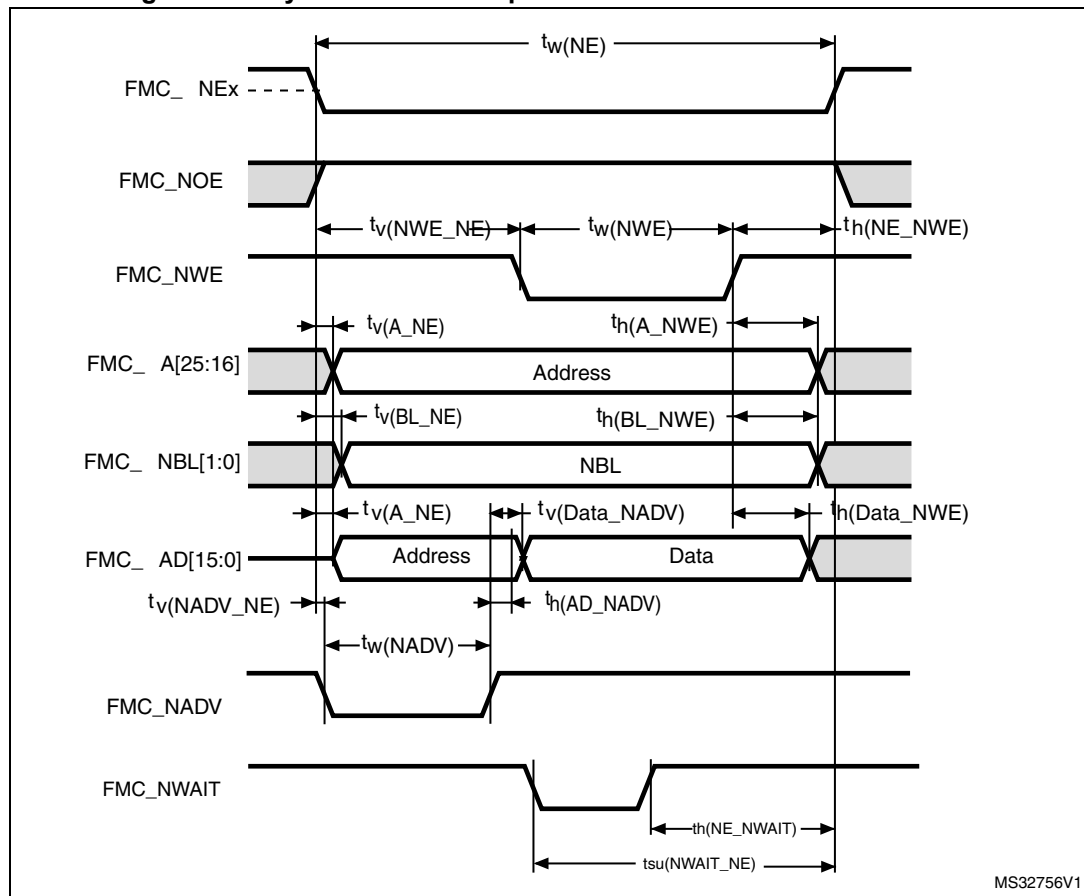 tw(NE)
FMC_ NEx
FMC_NOE
tv(NWE_NE)
tw(NWE)
th(NE_NWE)
FMC_NWE
tv(A_NE)
th(A_NWE)
FMC_ A[25:16]
Address
tv(BL_NE)
th(BL_NWE)
FMC_ NBL[1:0]
NBL
tv(A_NE)
tv(Data_NADV)
th(Data_NWE)
FMC_ AD[15:0]
Address
Data
tv(NADV_NE)
th(AD_NADV)
tw(NADV)
FMC_NADV
FMC_NWAIT
th(NE_NWAIT)
tsu(NWAIT_NE)
MS32756V1